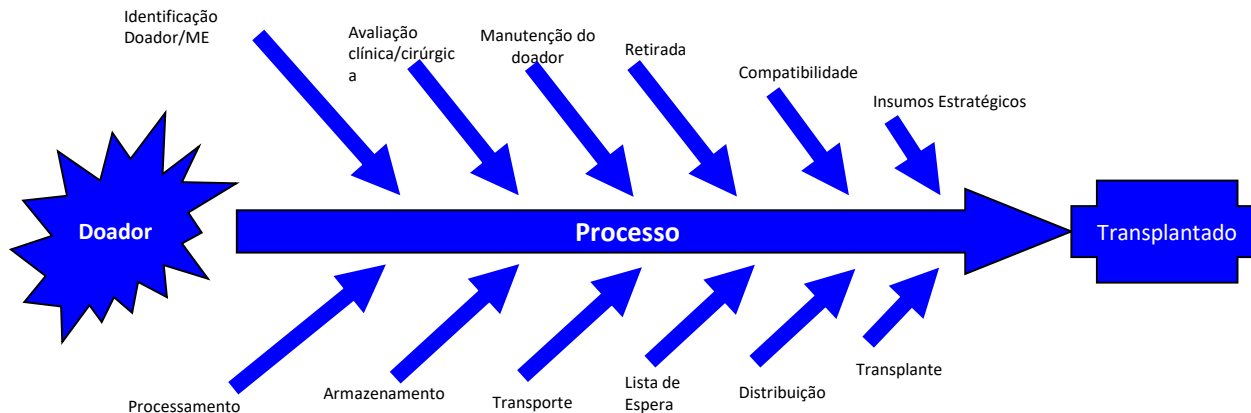 Identificação
Doador/ME
Avaliação
clínica/cirúrgic
a
Manutenção do
doador
Retirada
Compatibilidade
Insumos Estratégicos
Doador
Processo
Transplantado
Processamento
Armazenamento
Transporte
Lista de
Espera
Distribuição
Transplante